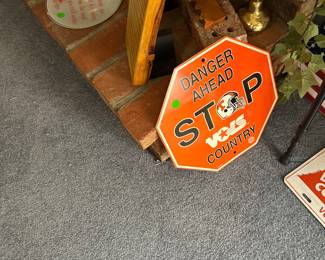 DANGER
AHEAD
STOP
VOLS
COUNTRY